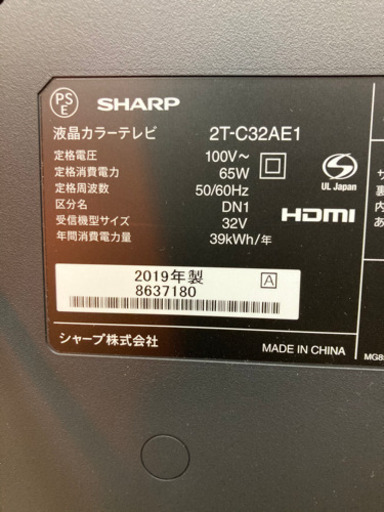 PS
E
SHARP
液晶カラーテレビ 2T-C32AE1
定格電圧 100V~
定格消費電力 65W
定格周波数 50/60Hz
区分名 DN1
受信機型サイズ 32V
年間消費電力量 39kWh/年
S
UL Japan
HDMI
2019年製 A
8637180
シャープ株式会社
MADE IN CHINA